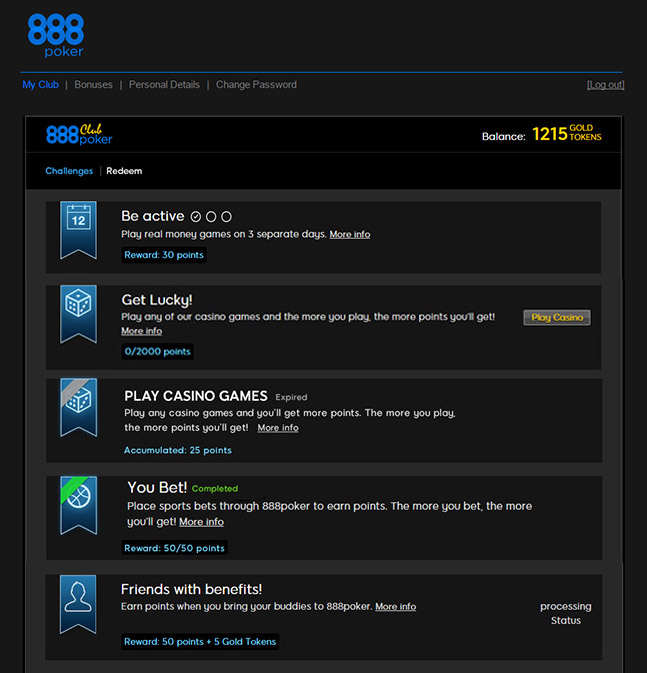 888
poker
My Club | Bonuses | Personal Details | Change Password [Log out]
888 Club poker
Balance: 1215 GOLD TOKENS
Challenges | Redeem
12
Be active
Play real money games on 3 separate days. More info
Reward: 30 points
Get Lucky!
Play any of our casino games and the more you play, the more points you'll get!
More info
Play Casino
0/2000 points
PLAY CASINO GAMES Expired
Play any casino games and you'll get more points. The more you play,
the more points you'll get! More info
Accumulated: 25 points
You Bet! Completed
Place sports bets through 888poker to earn points. The more you bet, the more
you'll get! More info
Reward: 50/50 points
Friends with benefits!
Earn points when you bring your buddies to 888poker. More info
processing
Status
Reward: 50 points + 5 Gold Tokens